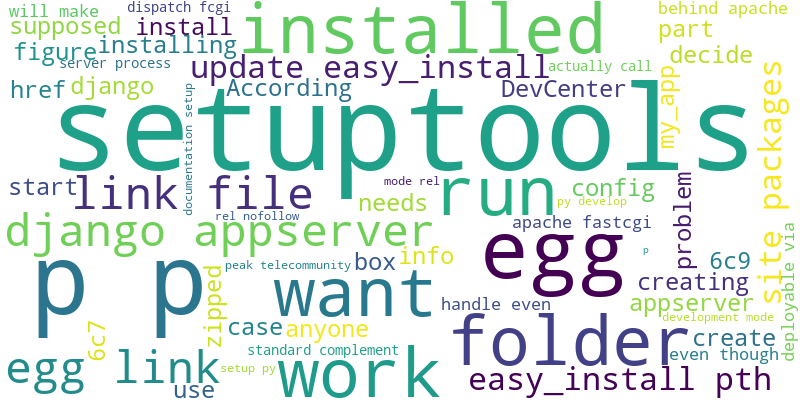 will make
dispatch fcgi
installed
behind apache
supposed
install
part
figure
installing
server process
update easy_install
actually call
decide
href
django
According
DevCenter
my_app
setuptools
documentation setup
site packages
start
link file
mode rel
run
config
needs
py develop
rel nofollow
django appserver
apache fastcgi
problem
egg
p
deployable via
p p
peak telecommunity
box
info
6c9
creating
zipped
want
handle even
appserver
development mode
6c7
case
anyone
folder
create
egg link
standard complement
work
even though
setup py
use
easy_install pth